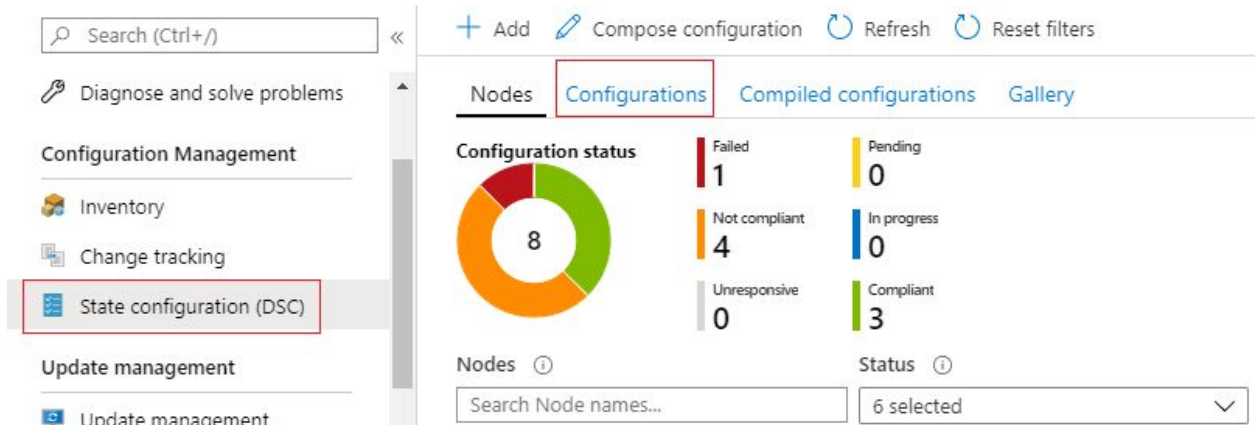 Search (Ctrl+/)
Diagnose and solve problems
Configuration Management
Inventory
Change tracking
State configuration (DSC)
Update management
Update management
Add
Compose configuration
Refresh
Reset filters
Nodes
Configurations
Compiled configurations
Gallery
Configuration status
8
Failed
1
Pending
0
Not compliant
4
In progress
0
Unresponsive
0
Compliant
3
Nodes
Status
Search Node names...
6 selected